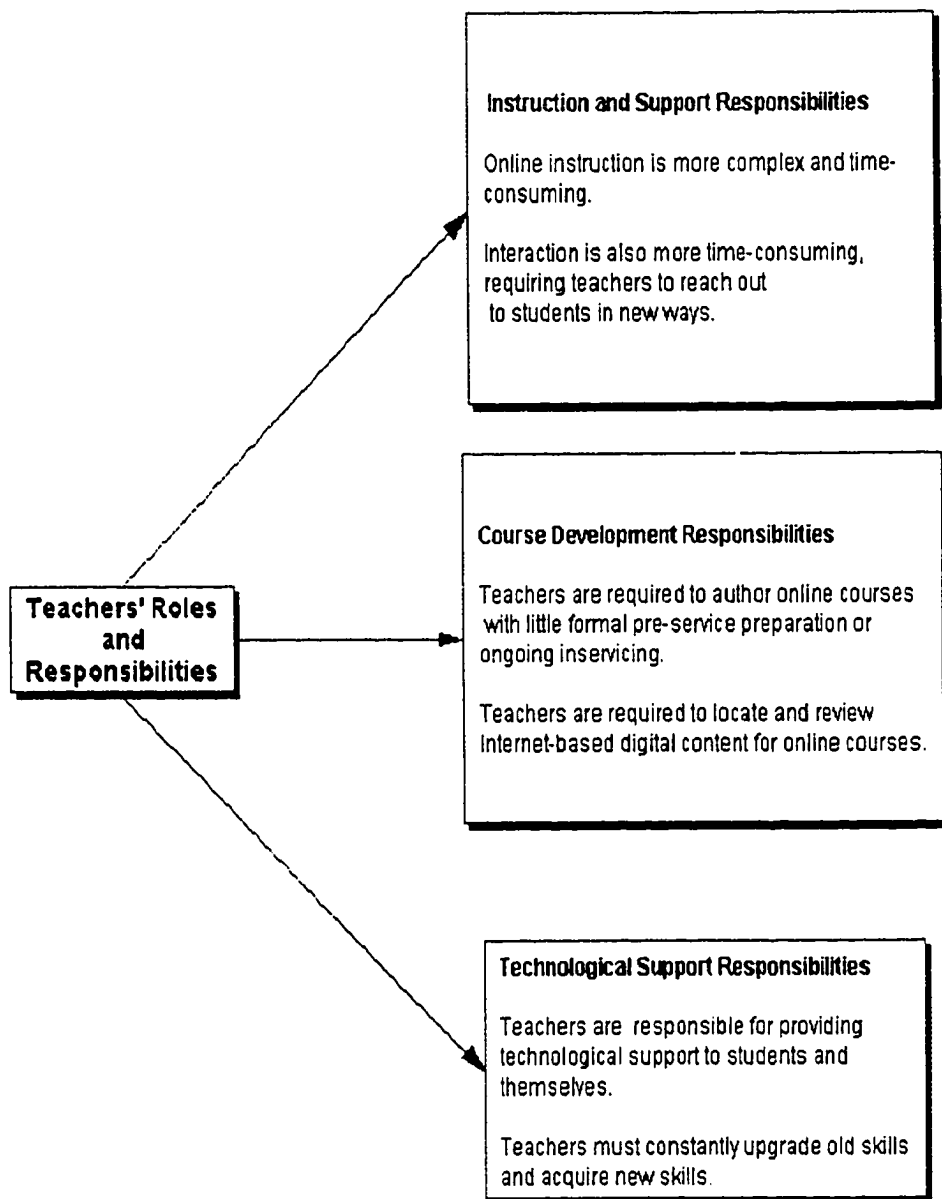 Instruction and Support Responsibilities
Online instruction is more complex and time-
consuming.
Interaction is also more time-consuming,
requiring teachers to reach out
to students in new ways.
Teachers' Roles
and
Responsibilities
Course Development Responsibilities
Teachers are required to author online courses
with little formal pre-service preparation or
ongoing inservicing.
Teachers are required to locate and review
Internet-based digital content for online courses.
Technological Support Responsibilities
Teachers are responsible for providing
technological support to students and
themselves.
Teachers must constantly upgrade old skills
and acquire new skills.